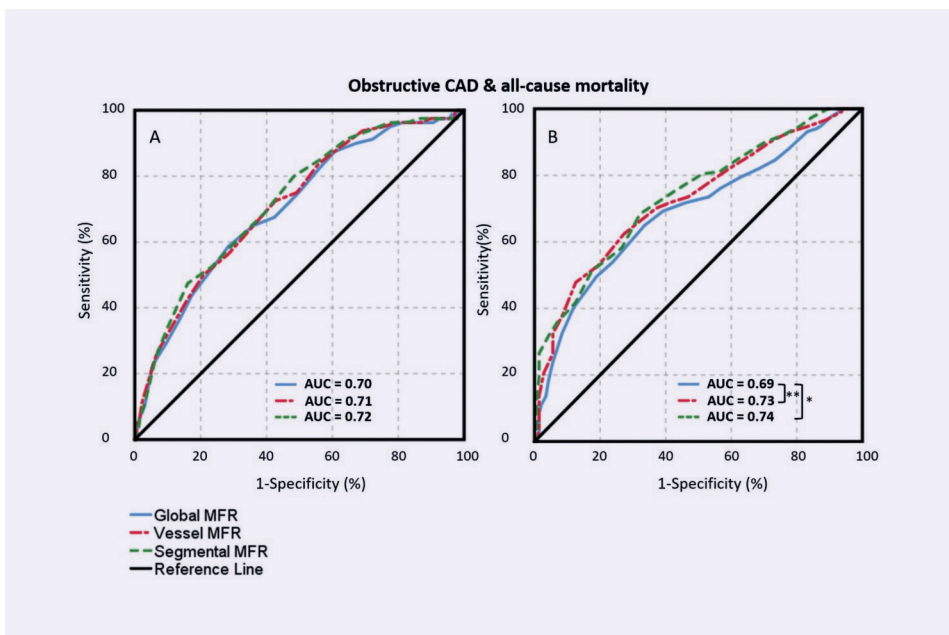 Obstructive CAD & all-cause mortality
A
Sensitivity (%)
100
80
60
40
20
0
AUC = 0.70
AUC = 0.71
AUC = 0.72
0 20 40 60 80 100
1-Specificity (%)
B
Sensitivity(%)
100
80
60
40
20
0
AUC = 0.69
AUC = 0.73
AUC = 0.74
**
*
0 20 40 60 80 100
1-Specificity (%)
Global MFR
Vessel MFR
Segmental MFR
Reference Line